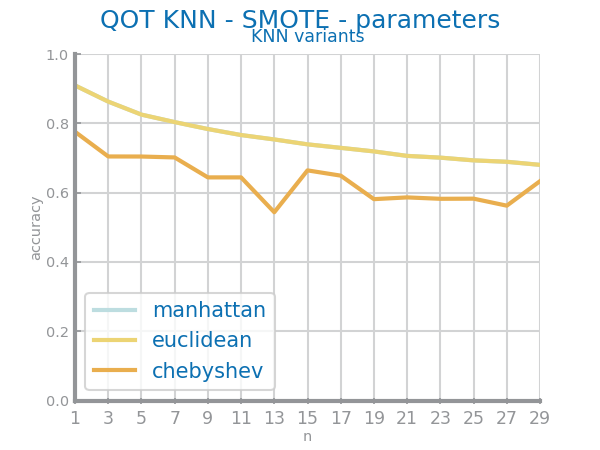 QOT KNN - SMOTE - parameters
KNN variants
1.0
0.8
0.6
0.4
0.2
0.0
accuracy
manhattan
euclidean
chebyshev
1 3 5 7 9 11 13 15 17 19 21 23 25 27 29
n